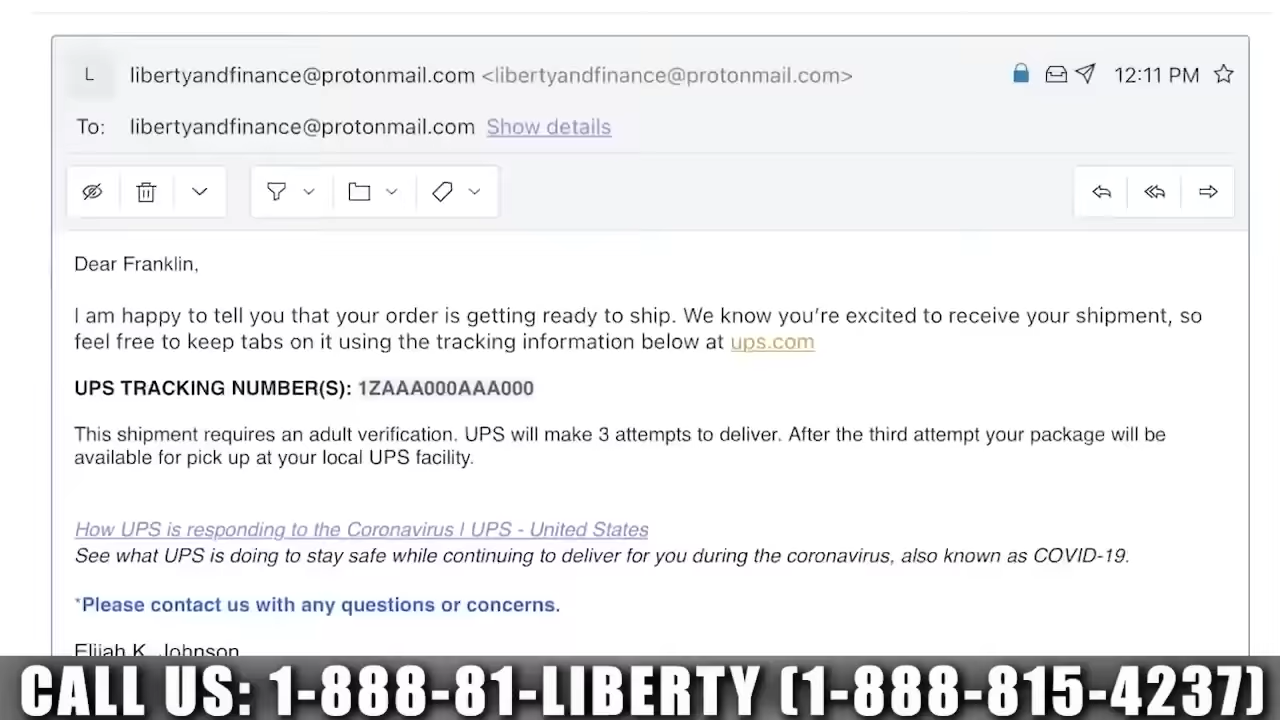 L
libertyandfinance@protonmail.com <libertyandfinance@protonmail.com>
12:11 PM
To: libertyandfinance@protonmail.com Show details
Dear Franklin,
I am happy to tell you that your order is getting ready to ship. We know you're excited to receive your shipment, so
feel free to keep tabs on it using the tracking information below at ups.com
UPS TRACKING NUMBER(S): 1ZAAA000AAA000
This shipment requires an adult verification. UPS will make 3 attempts to deliver. After the third attempt your package will be
available for pick up at your local UPS facility.
How UPS is responding to the Coronavirus | UPS - United States
See what UPS is doing to stay safe while continuing to deliver for you during the coronavirus, also known as COVID-19.
*Please contact us with any questions or concerns.
Elijah K. Johnson
CALL US: 1-888-81-LIBERTY (1-888-815-4237)